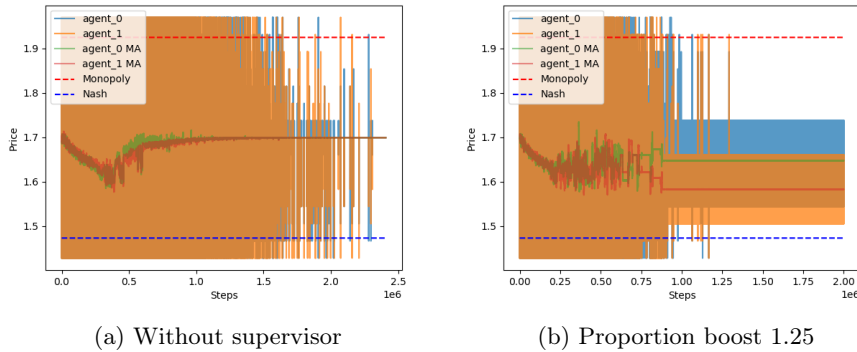 agent_0
agent_1
agent_0 MA
agent_1 MA
Monopoly
Nash
1.9
1.8
1.7
1.6
1.5
Price
0.0
0.5
1.0
1.5
2.0
2.5
Steps
1e6
(a) Without supervisor
agent_0
agent_1
agent_0 MA
agent_1 MA
Monopoly
Nash
1.9
1.8
1.7
1.6
1.5
Price
0.00
0.25
0.50
0.75
1.00
1.25
1.50
1.75
2.00
Steps
1e6
(b) Proportion boost 1.25